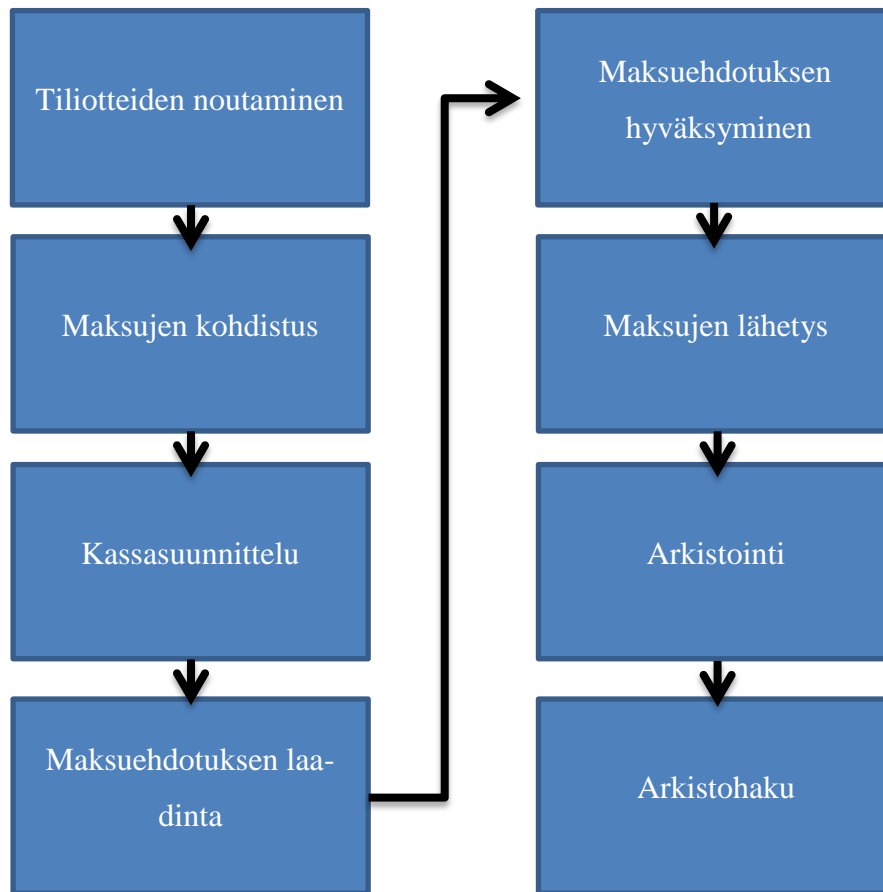 Tiliotteiden noutaminen
Maksujen kohdistus
Kassasuunnittelu
Maksuehdotuksen laa-
dinta
Maksuehdotuksen
hyväksyminen
Maksujen lähetys
Arkistointi
Arkistohaku